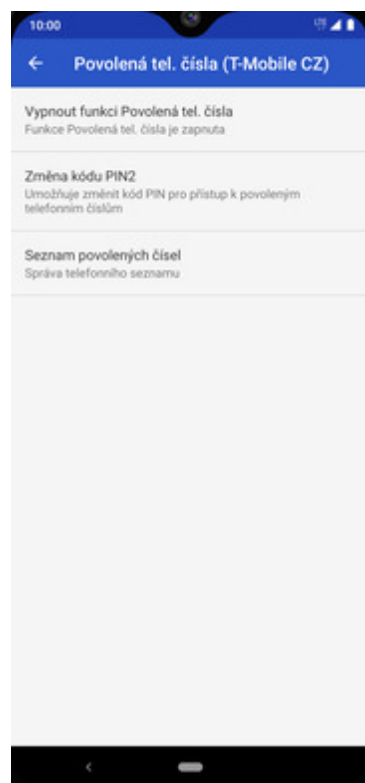 10:00
Povolená tel. čísla (T-Mobile CZ)
Vypnout funkci Povolená tel. čísla
Funkce Povolená tel. čísla je zapnuta
Změna kódu PIN2
Umožňuje změnit kód PIN pro přístup k povoleným
telefonním číslům
Seznam povolených čísel
Správa telefonního seznamu